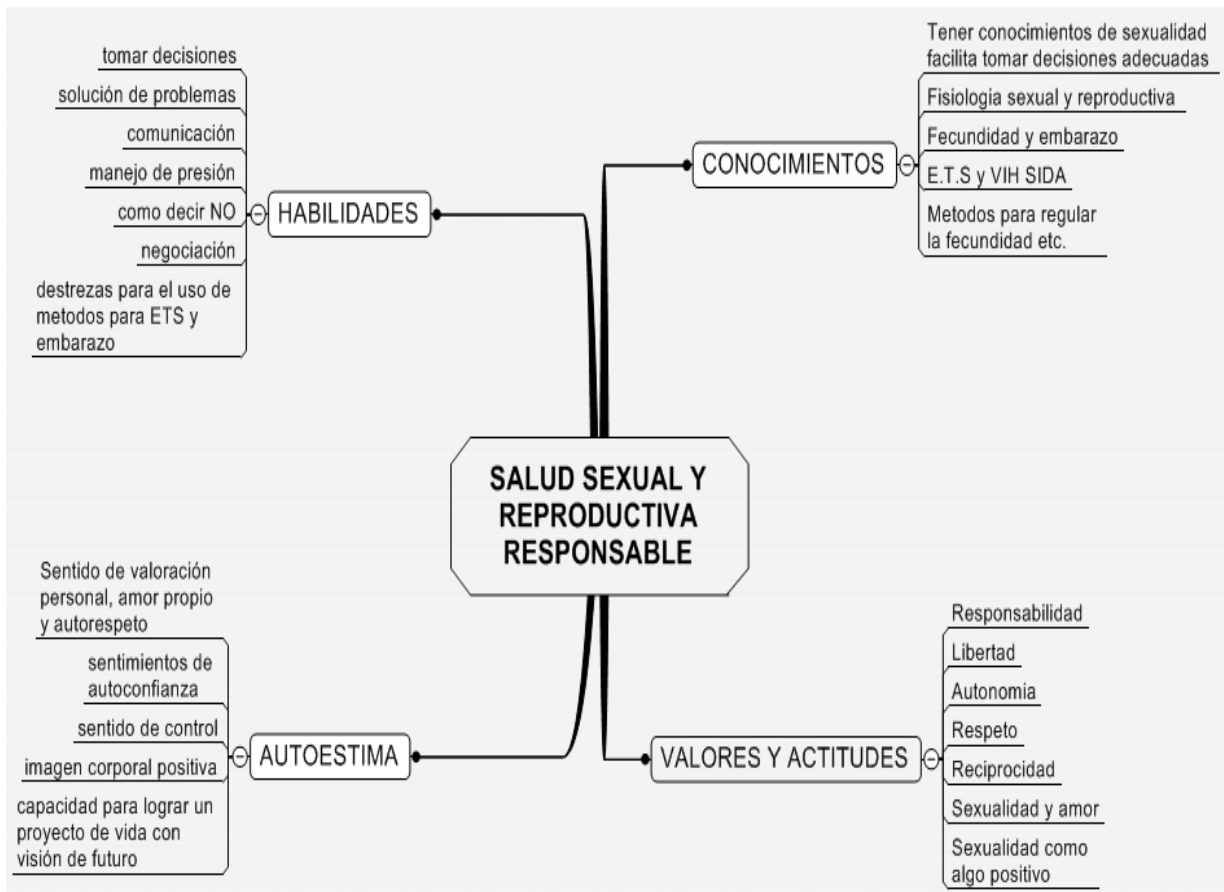 tomar decisiones
solución de problemas
comunicación
manejo de presión
como decir NO
negociación
destrezas para el uso de
metodos para ETS y
embarazo
HABILIDADES
CONOCIMIENTOS
Tener conocimientos de sexualidad
facilita tomar decisiones adecuadas
Fisiologia sexual y reproductiva
Fecundidad y embarazo
E.T.S y VIH SIDA
Metodos para regular
la fecundidad etc.
SALUD SEXUAL Y
REPRODUCTIVA
RESPONSABLE
Sentido de valoración
personal, amor propio
y autorespeto
sentimientos de
autoconfianza
sentido de control
imagen corporal positiva
capacidad para lograr un
proyecto de vida con
visión de futuro
AUTOESTIMA
VALORES Y ACTITUDES
Responsabilidad
Libertad
Autonomia
Respeto
Reciprocidad
Sexualidad y amor
Sexualidad como
algo positivo